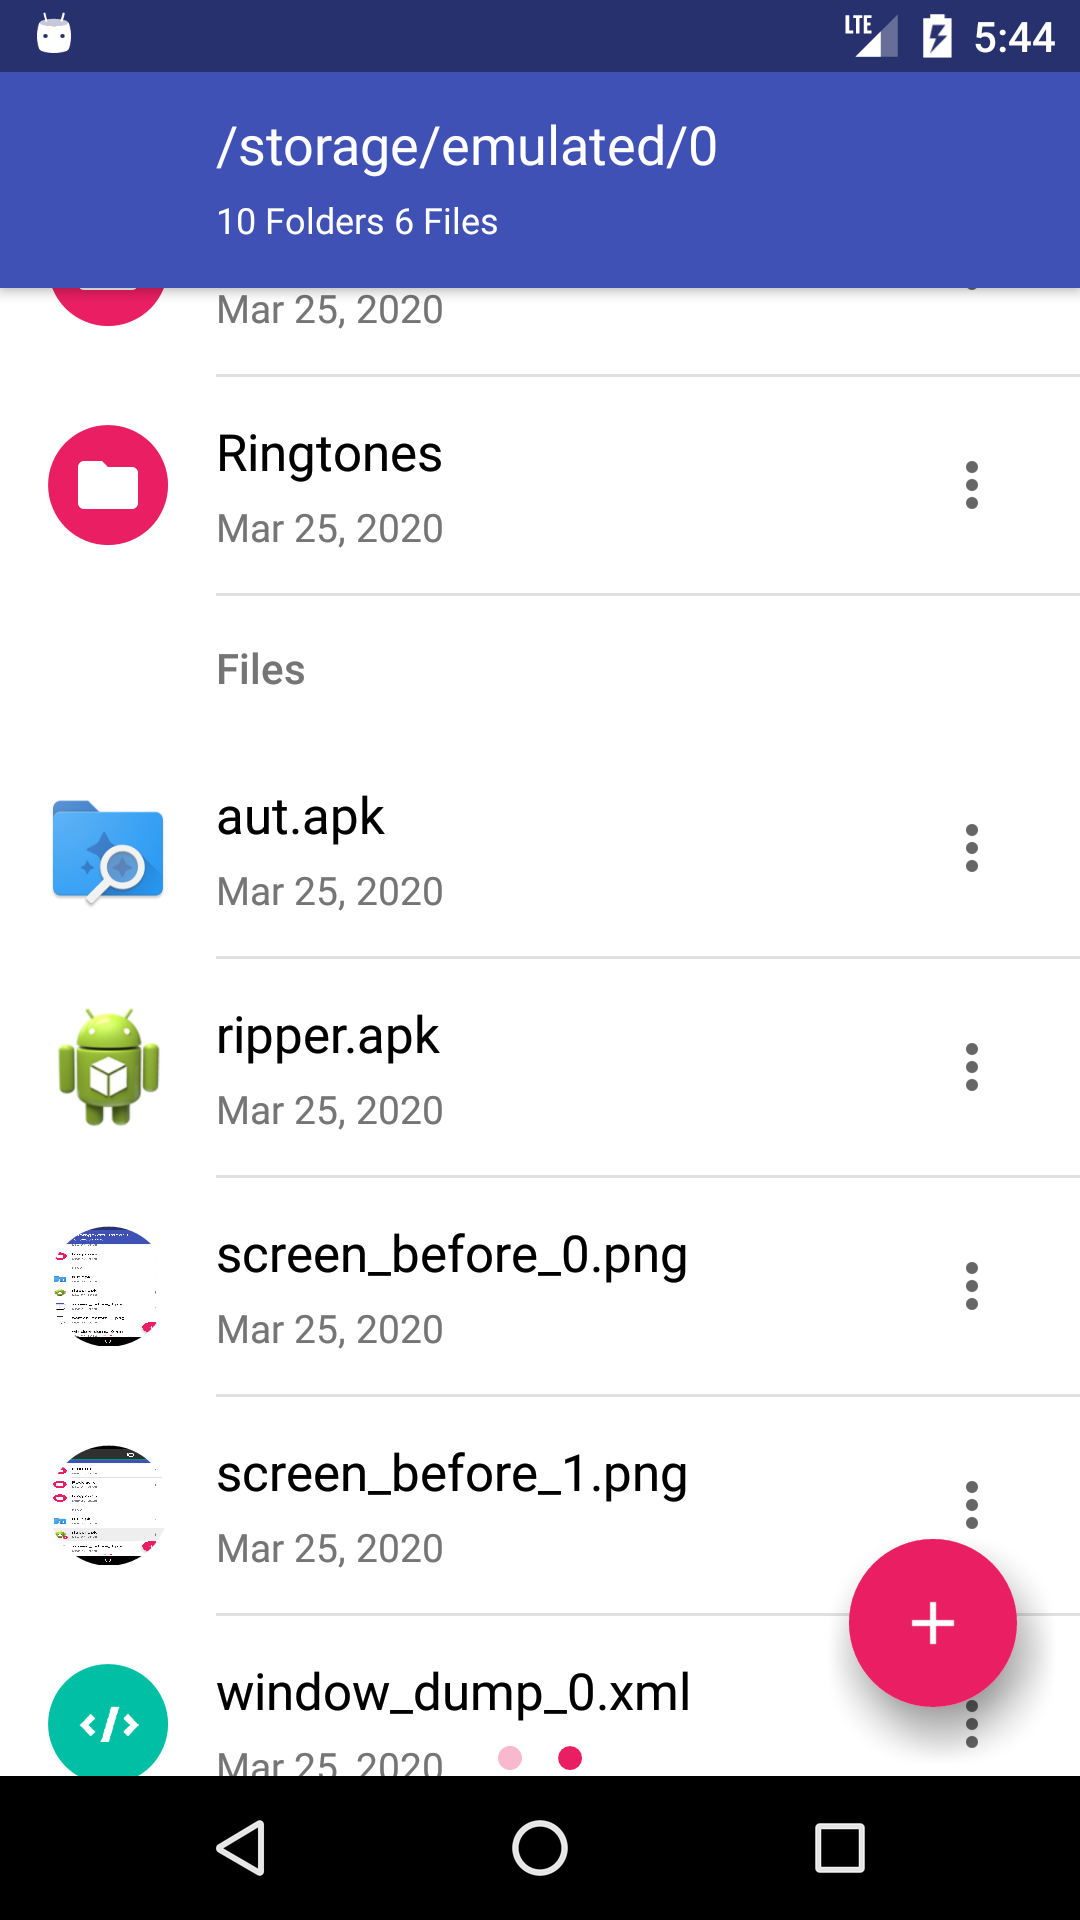 LTE 5:44
/storage/emulated/0
10 Folders 6 Files
Mar 25, 2020
Ringtones
Mar 25, 2020
Files
aut.apk
Mar 25, 2020
ripper.apk
Mar 25, 2020
screen_before_0.png
Mar 25, 2020
screen_before_1.png
Mar 25, 2020
window_dump_0.xml
Mar 25, 2020